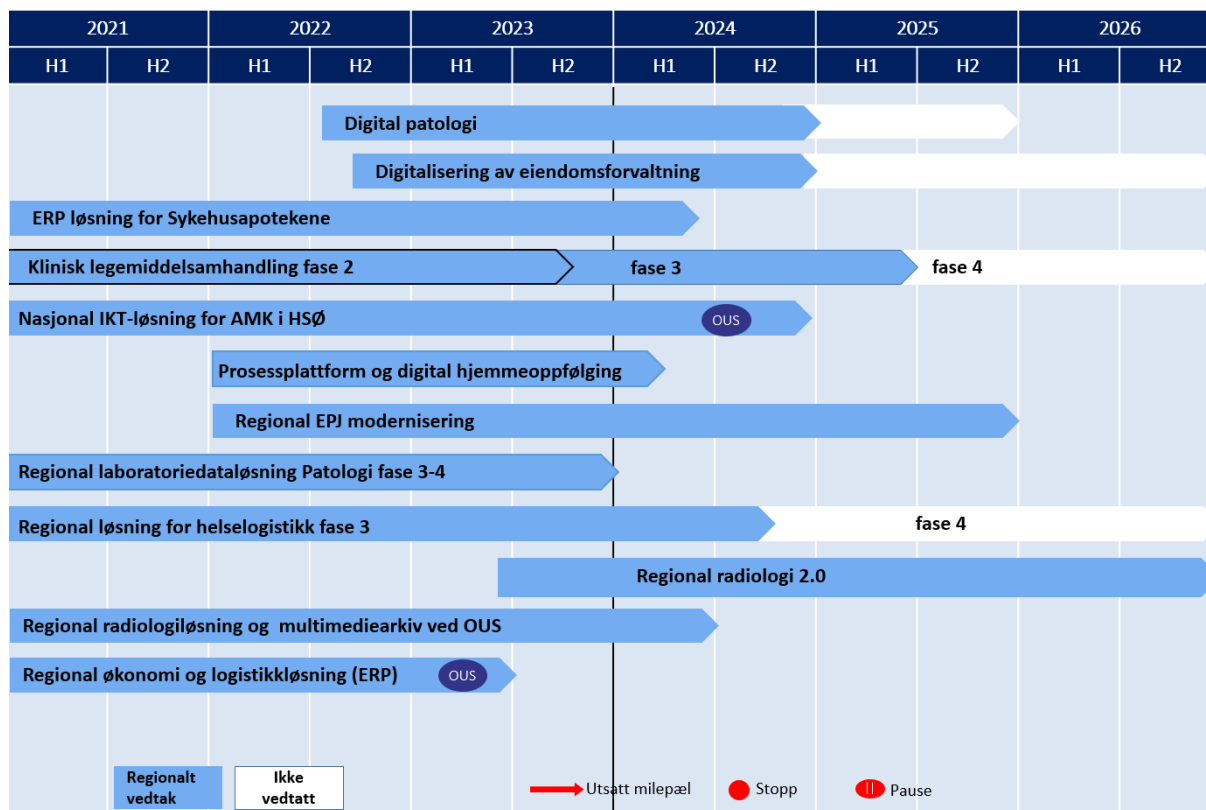 2021 2022 2023 2024 2025 2026
H1 H2 H1 H2 H1 H2 H1 H2 H1 H2 H1 H2
Digital patologi
Digitalisering av eiendomsforvaltning
ERP løsning for Sykehusapotekene
Klinisk legemiddelsamhandling fase 2 fase 3 fase 4
Nasjonal IKT-løsning for AMK i HSØ OUS
Prosessplattform og digital hjemmeoppfølging
Regional EPJ modernisering
Regional laboratoriedataløsning Patologi fase 3-4
Regional løsning for helselogistikk fase 3 fase 4
Regional radiologi 2.0
Regional radiologiløsning og multimediearkiv ved OUS
Regional økonomi og logistikkløsning (ERP) OUS
Regionalt
vedtak
Ikke
vedtatt
Utsatt milepæl Stopp Pause